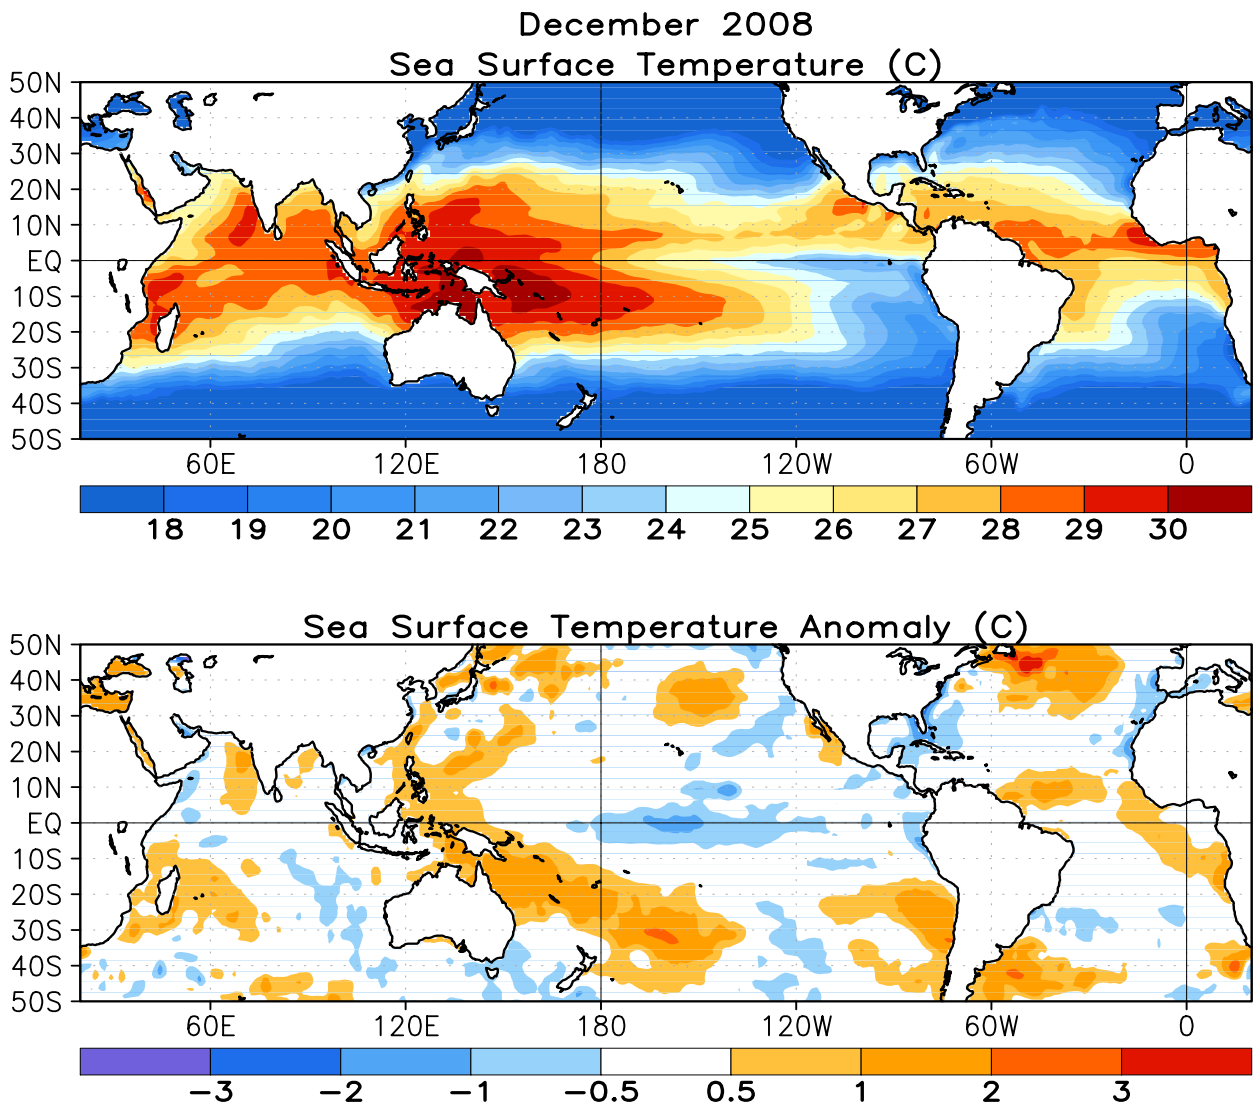 December 2008
Sea Surface Temperature (C)
50N
40N
30N
20N
10N
EQ
10S
20S
30S
40S
50S
60E 120E 180 120W 60W 0
18 19 20 21 22 23 24 25 26 27 28 29 30
Sea Surface Temperature Anomaly (C)
50N
40N
30N
20N
10N
EQ
10S
20S
30S
40S
50S
60E 120E 180 120W 60W 0
−3 −2 −1 −0.5 0.5 1 2 3